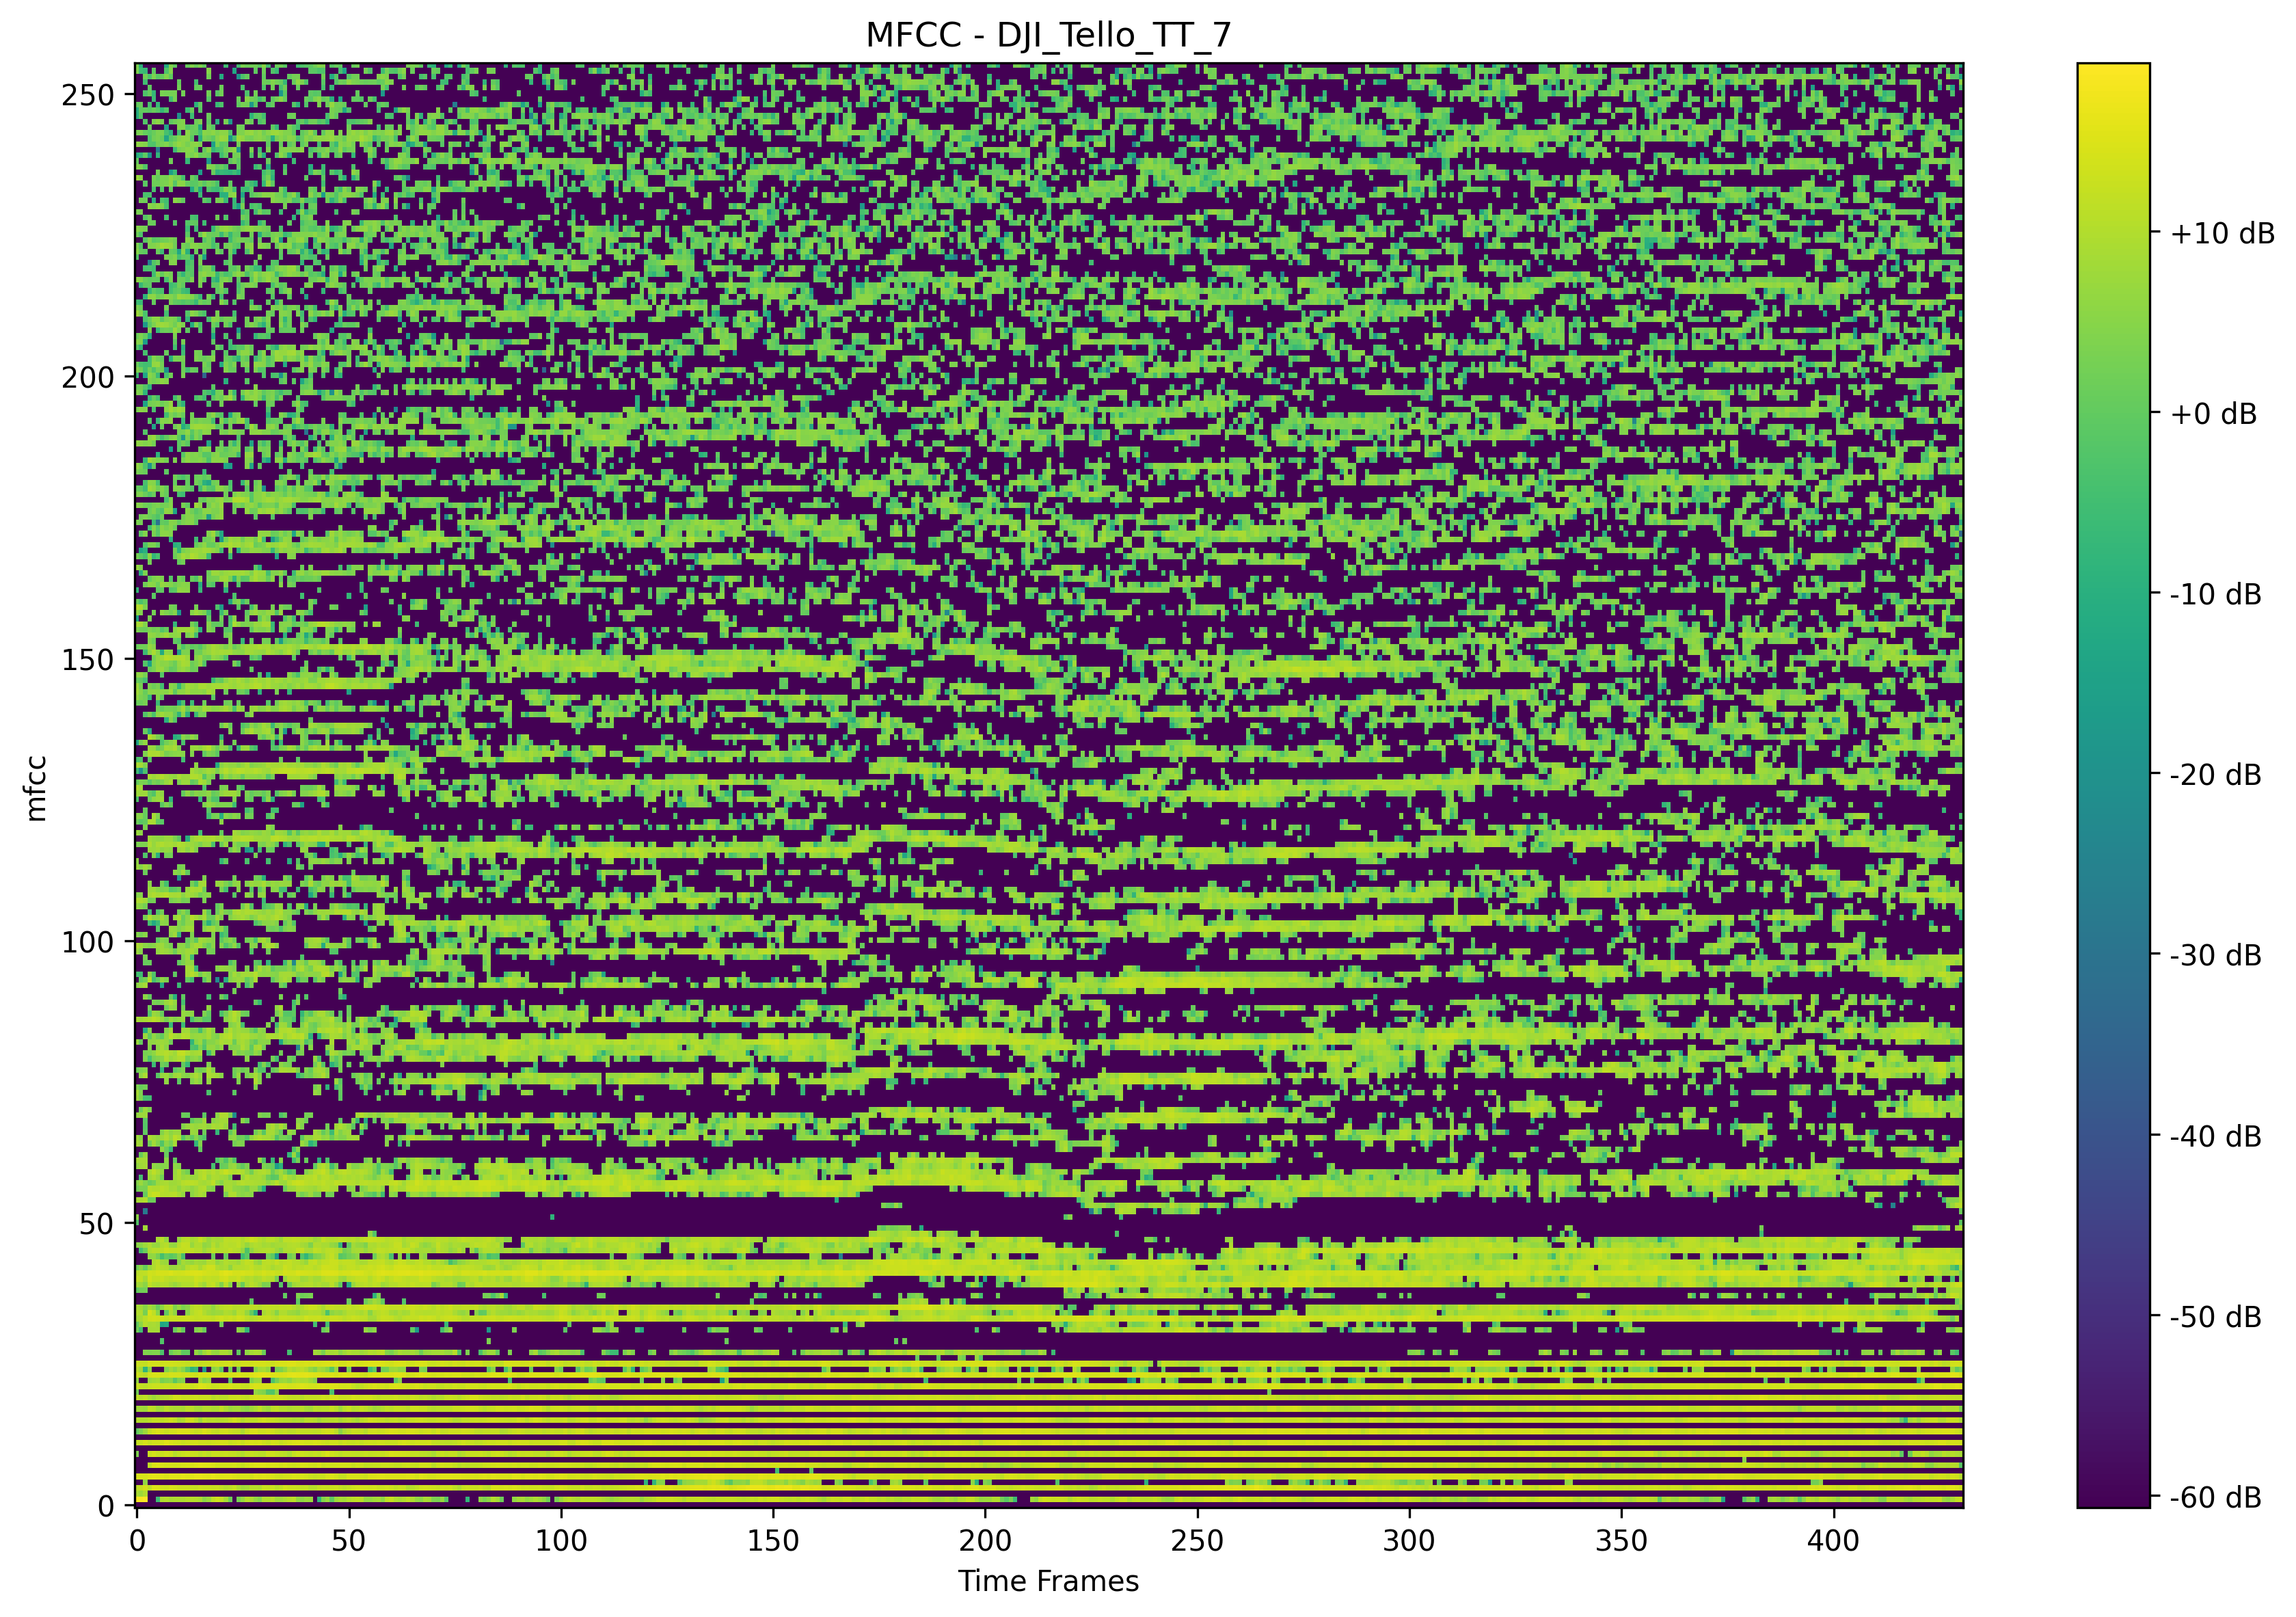 MFCC - DJI_Tello_TT_7
250
200
150
100
50
0
mfcc
0 50 100 150 200 250 300 350 400
Time Frames
+10 dB
+0 dB
-10 dB
-20 dB
-30 dB
-40 dB
-50 dB
-60 dB